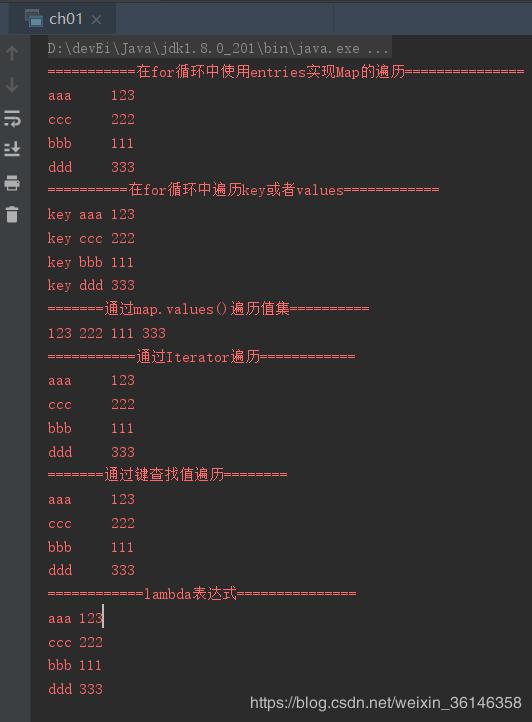 ch01
D:\devEi\Java\jdk1.8.0_201\bin\java.exe ...
===========在for循环中使用entries实现Map的遍历===============
aaa     123
ccc     222
bbb     111
ddd     333
==========在for循环中遍历key或者values============
key aaa 123
key ccc 222
key bbb 111
key ddd 333
=======通过map.values()遍历值集==========
123 222 111 333
===========通过Iterator遍历============
aaa     123
ccc     222
bbb     111
ddd     333
=======通过键查找值遍历========
aaa     123
ccc     222
bbb     111
ddd     333
============lambda表达式===============
aaa 123
ccc 222
bbb 111
ddd 333
https://blog.csdn.net/weixin_36146358